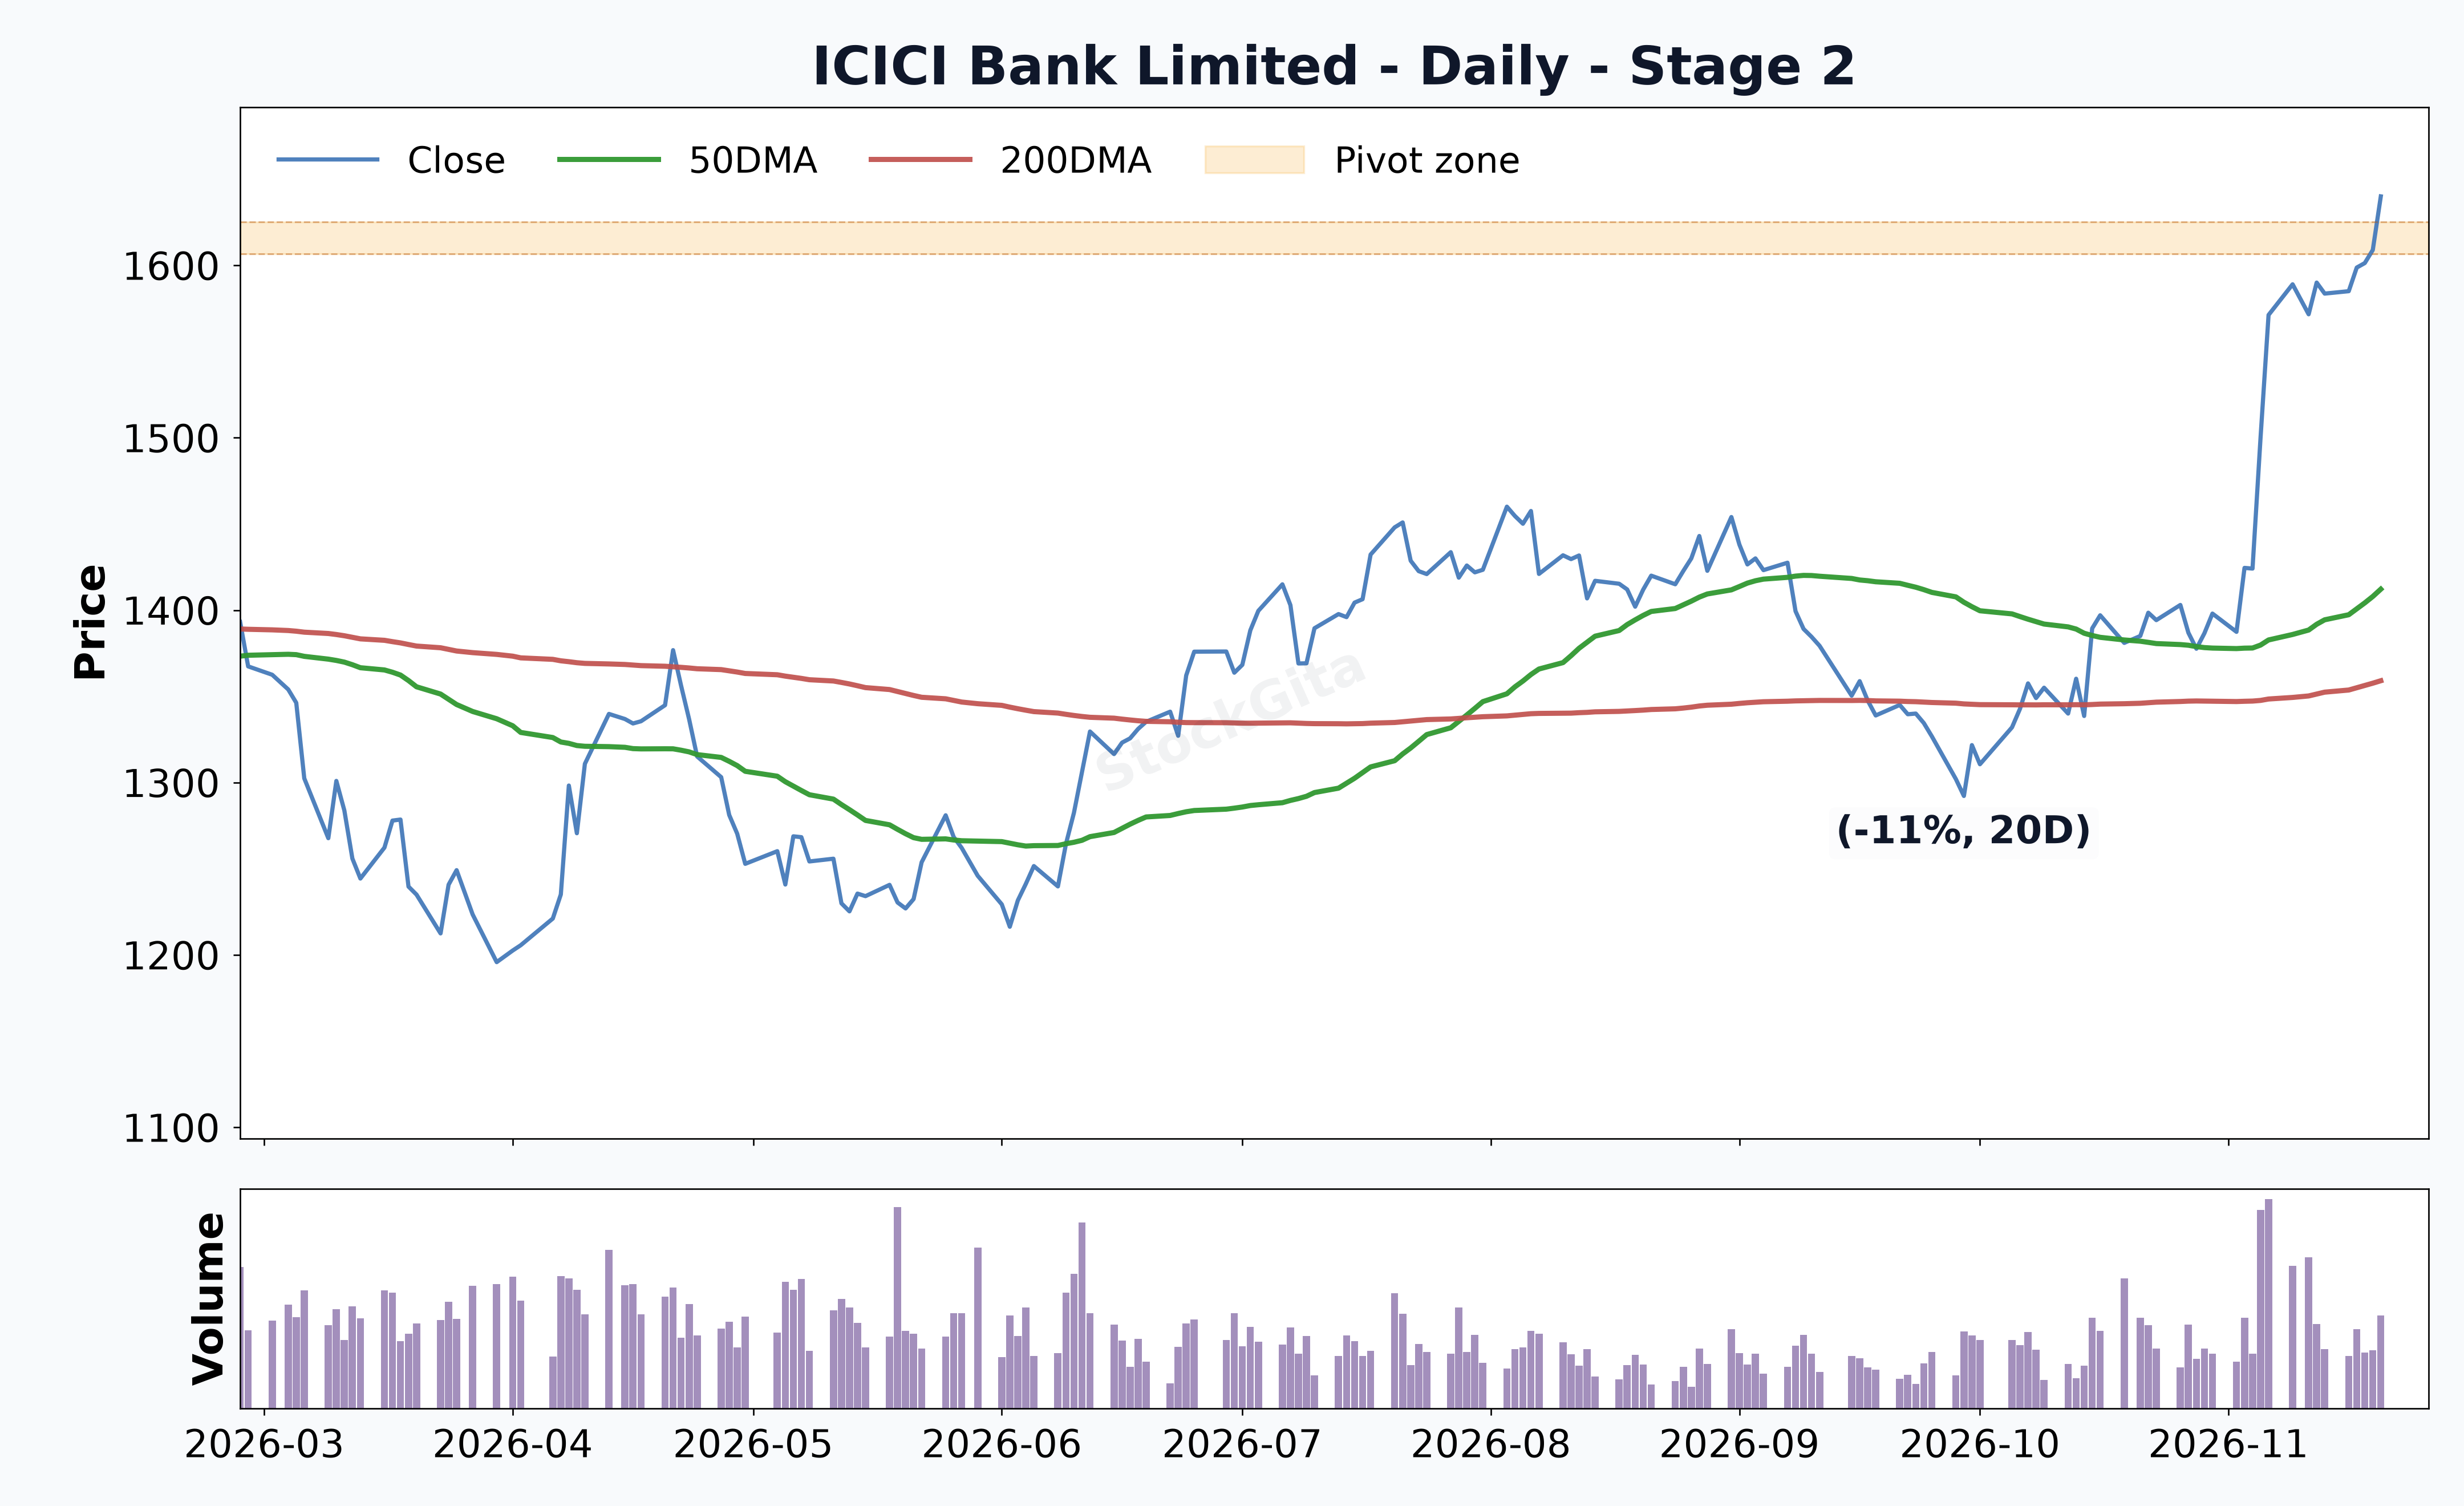 ICICI Bank Limited - Daily - Stage 2
Close 50DMA 200DMA Pivot zone
1600
1500
1400
1300
1200
1100
Price
StockGita
(-11%, 20D)
Volume
2026-03 2026-04 2026-05 2026-06 2026-07 2026-08 2026-09 2026-10 2026-11